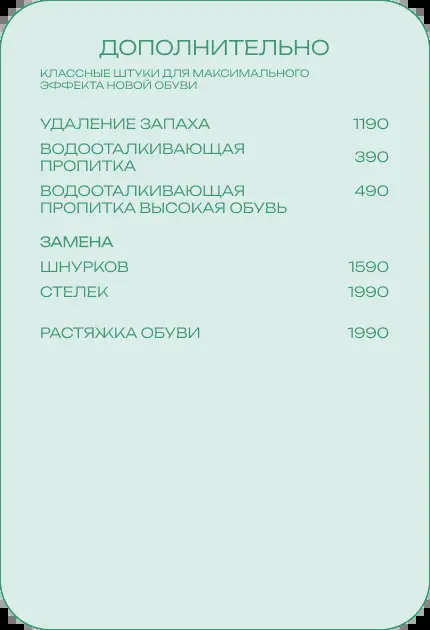 ДОПОЛНИТЕЛЬНО
КЛАССНЫЕ ШТУКИ ДЛЯ МАКСИМАЛЬНОГО
ЭФФЕКТА НОВОЙ ОБУВИ
УДАЛЕНИЕ ЗАПАХА 1190
ВОДООТАЛКИВАЮЩАЯ
ПРОПИТКА 390
ВОДООТАЛКИВАЮЩАЯ 490
ПРОПИТКА ВЫСОКАЯ ОБУВЬ
ЗАМЕНА
ШНУРКОВ 1590
СТЕЛЕК 1990
РАСТЯЖКА ОБУВИ 1990